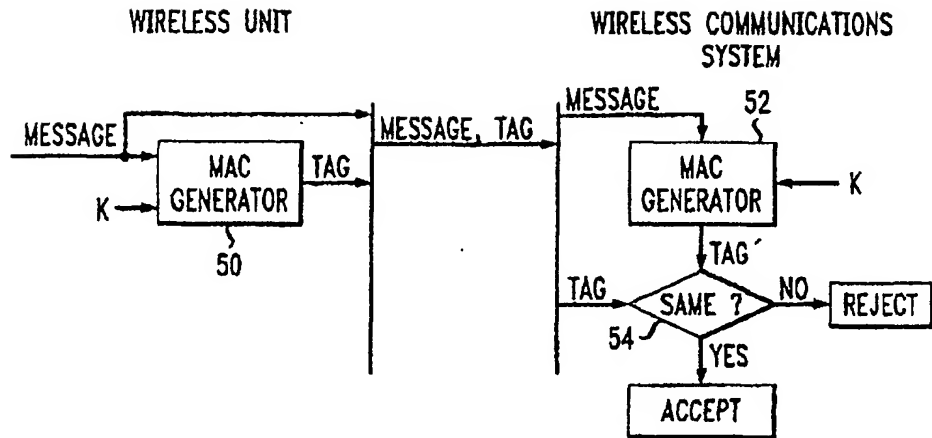 WIRELESS UNIT
WIRELESS COMMUNICATIONS
SYSTEM
MESSAGE
MAC
GENERATOR
K
50
TAG
MESSAGE, TAG
MESSAGE
52
MAC
GENERATOR
K
TAG´
TAG
SAME ?
54
NO
REJECT
YES
ACCEPT